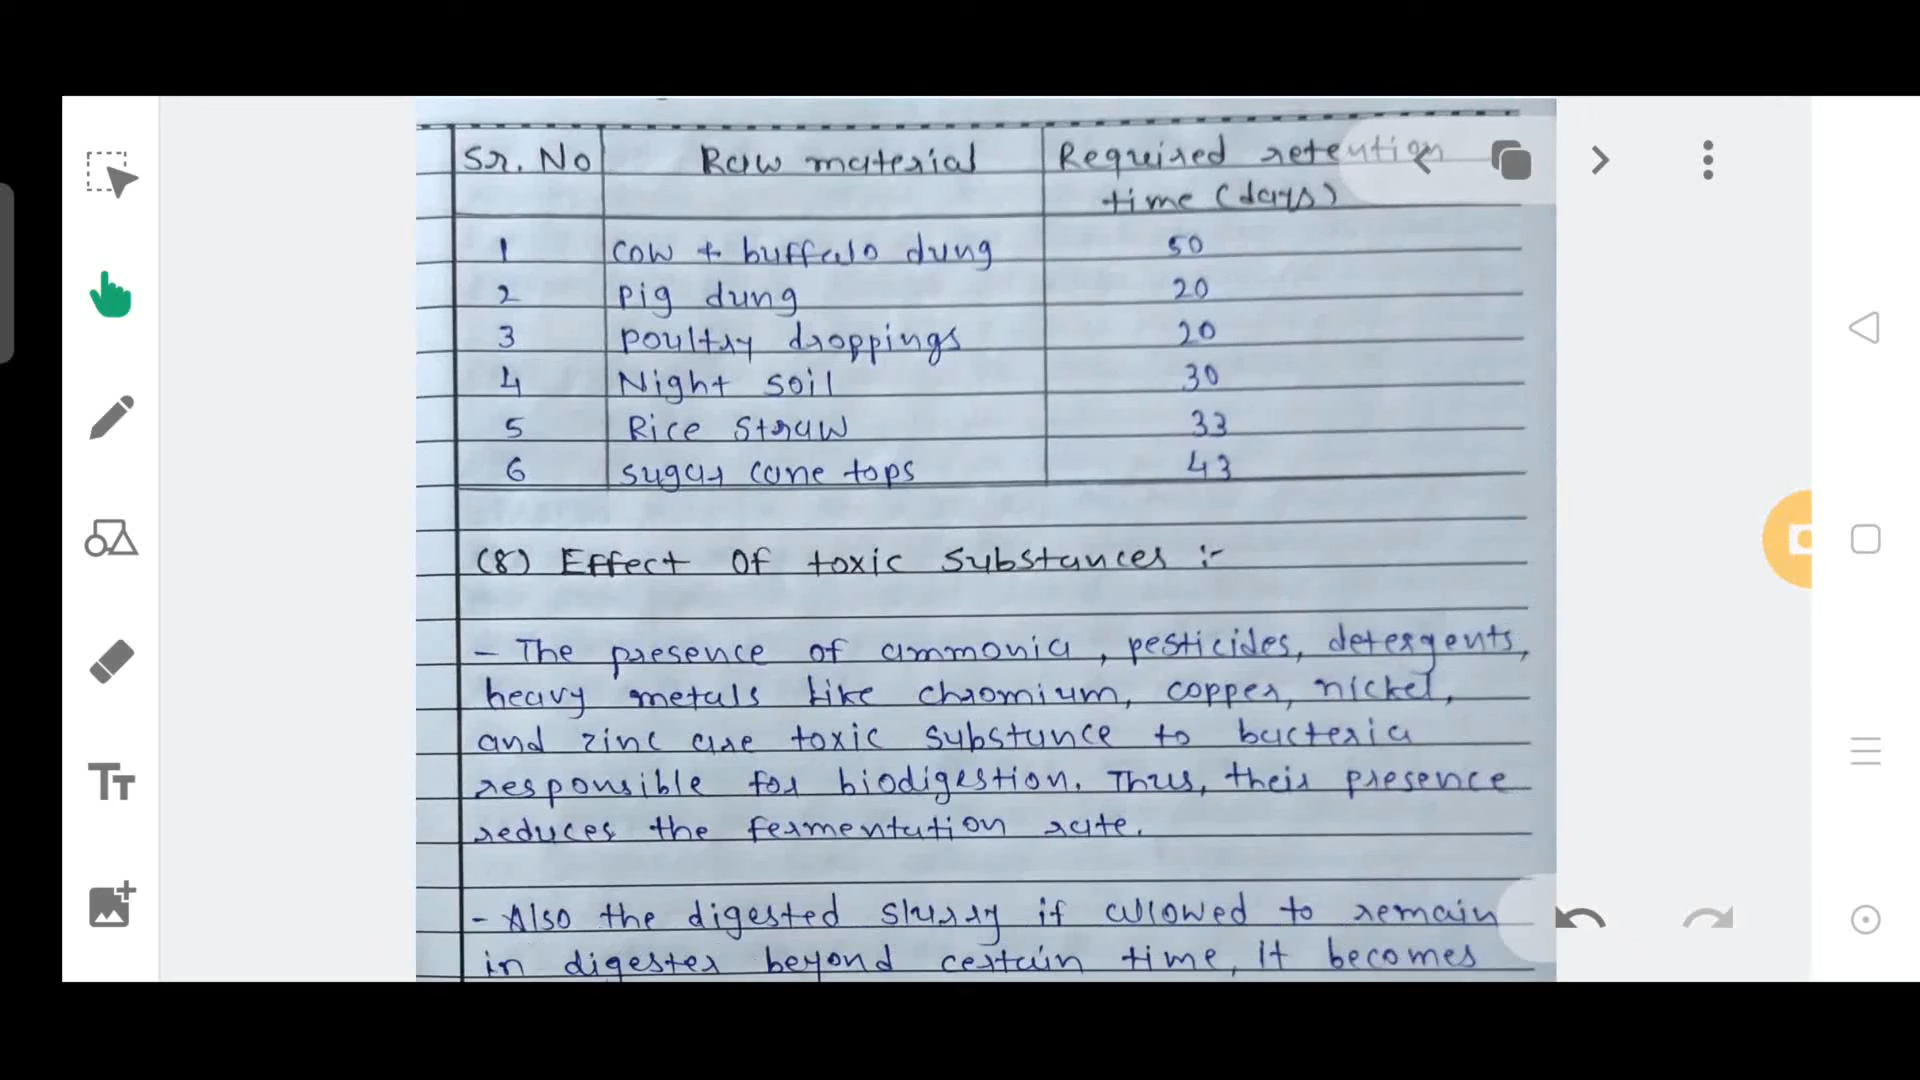 Sr. No Raw material Required retention
time (days)
1 cow + buffalo dung 50
2 pig dung 20
3 poultry droppings 20
4 Night soil 30
5 Rice straw 33
6 sugar cane tops 43
(8) Effect of toxic substances :-
- The presence of ammonia, pesticides, detergents,
heavy metals like chromium, copper, nickel,
and zinc are toxic substance to bacteria
responsible for biodigestion. Thus, their presence
reduces the fermentation rate.
- Also the digested slurry if allowed to remain
in digester beyond certain time, it becomes
TT